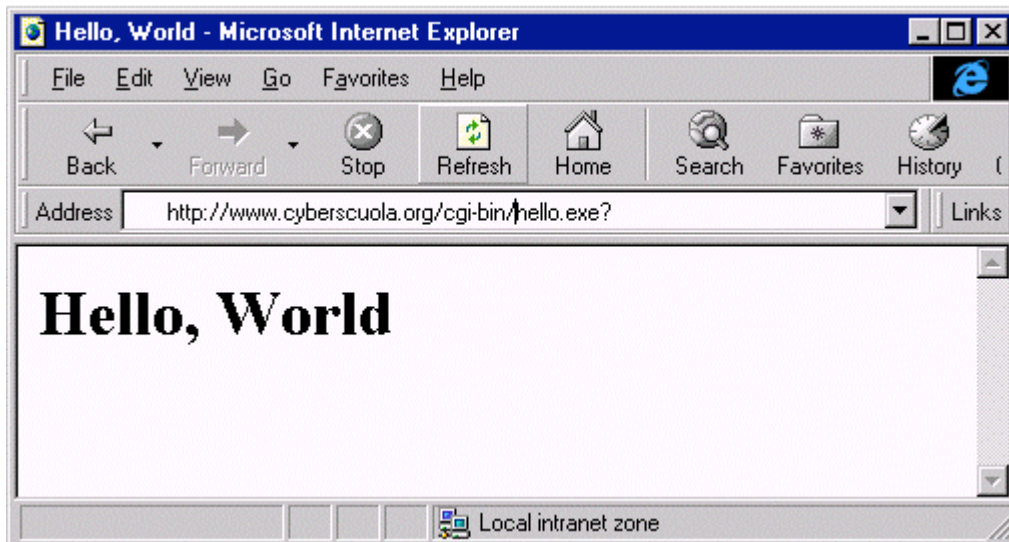 Hello, World - Microsoft Internet Explorer
File Edit View Go Favorites Help
Back Forward Stop Refresh Home Search Favorites History (
Address http://www.cyberscuola.org/cgi-bin/hello.exe? Links
Hello, World
Local intranet zone